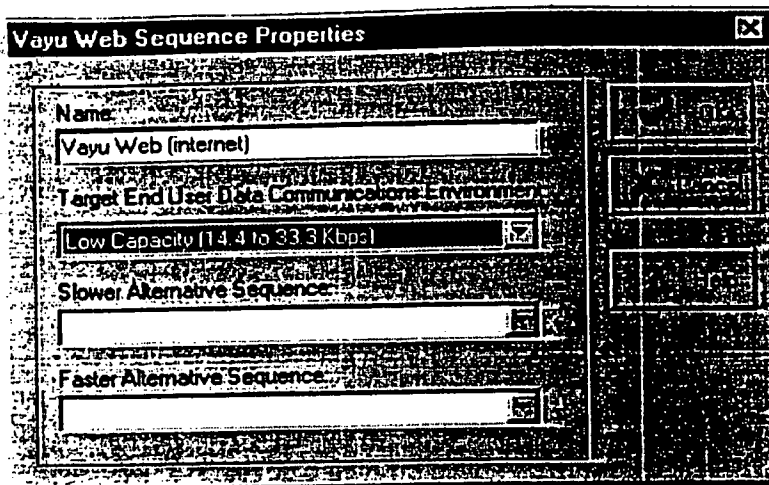 Vayu Web Sequence Properties
Name:
Vayu Web (internet)
Target End User Data Communications Environment:
Low Capacity (14.4 to 33.3 Kbps)
Slower Alternative Sequence:
Faster Alternative Sequence: